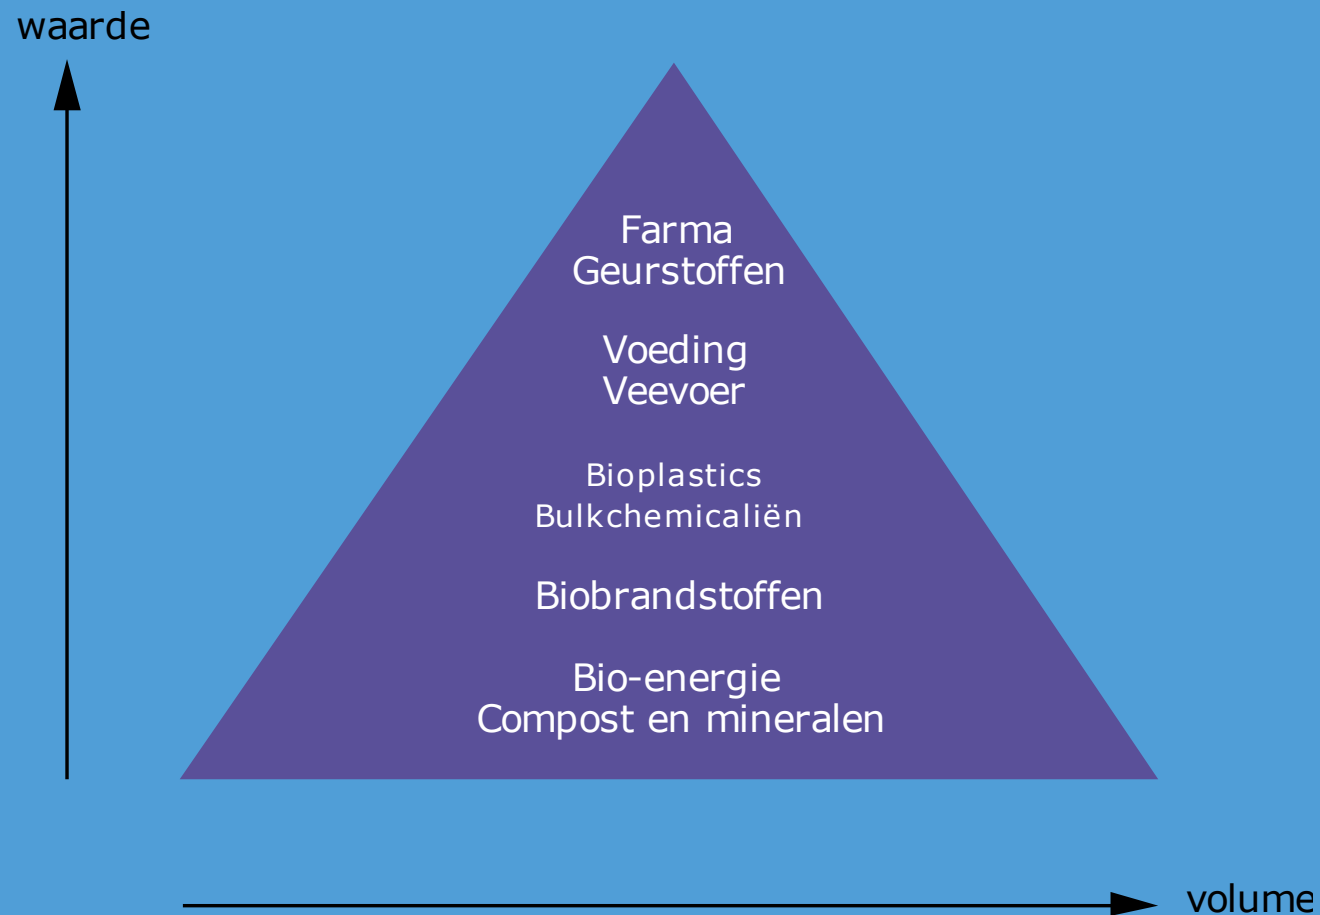 waarde
Farma
Geurstoffen
Voeding
Veevoer
Bioplastics
Bulkchemicaliën
Biobrandstoffen
Bio-energie
Compost en mineralen
volume